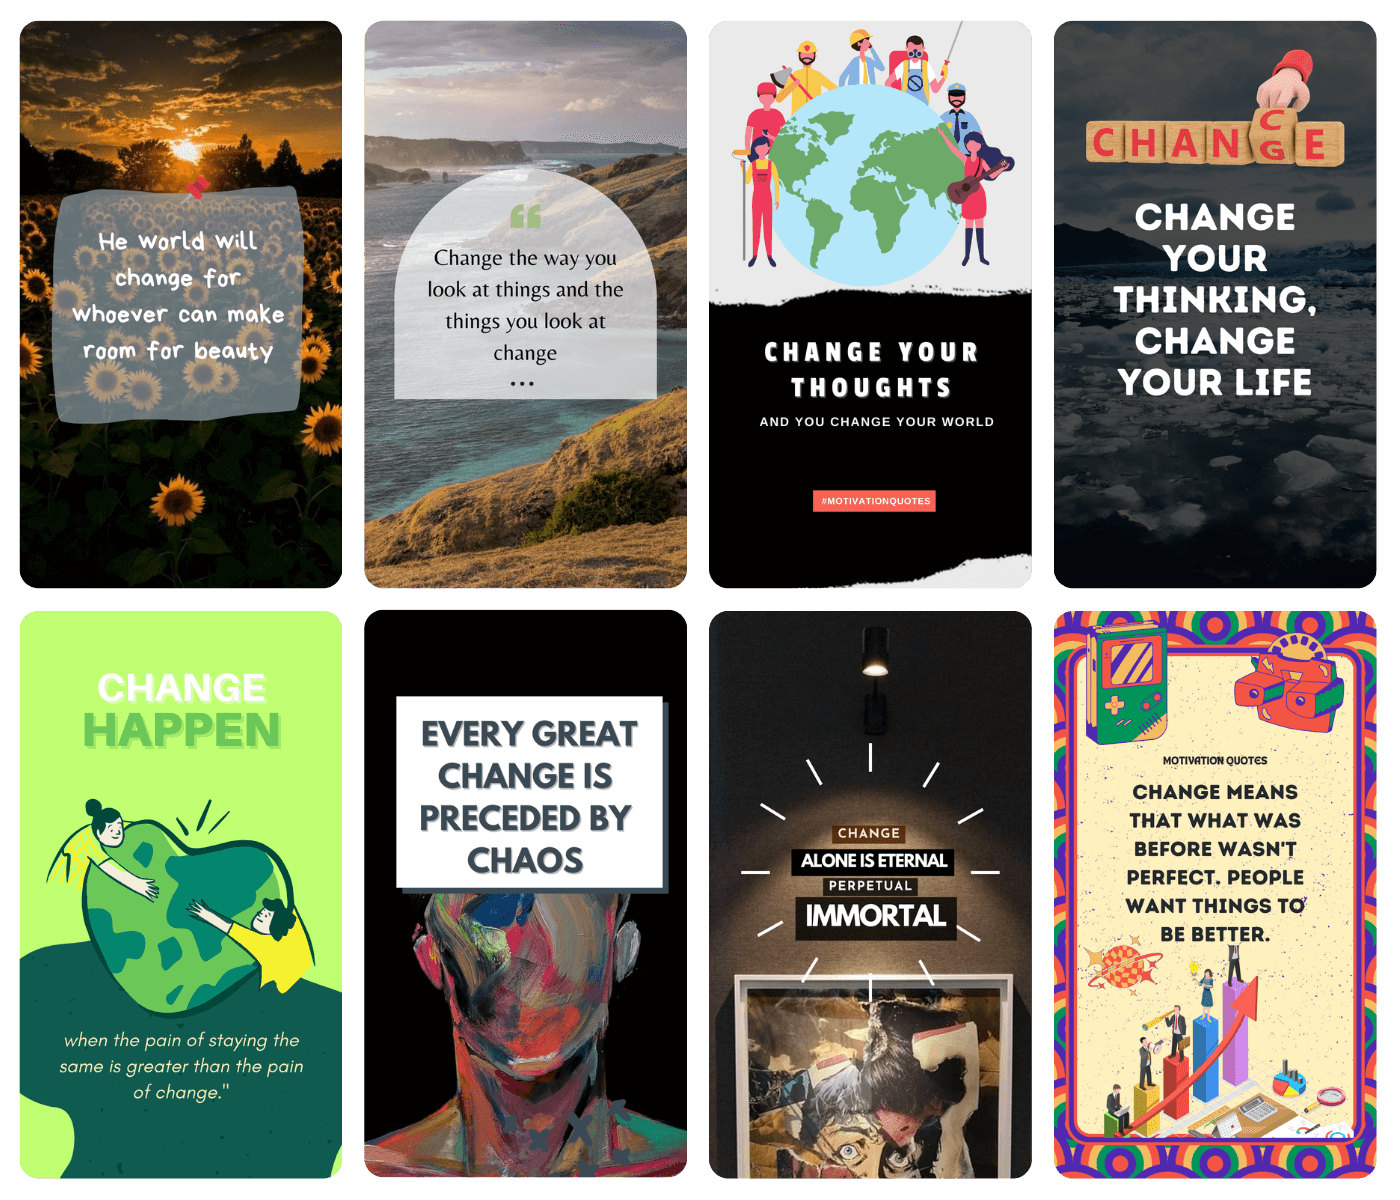 He world will
change for
whoever can make
room for beauty
Change the way you
look at things and the
things you look at
change
...
CHANGE YOUR
THOUGHTS
AND YOU CHANGE YOUR WORLD
#MOTIVATIONQUOTES
CHANCGE
CHANGE
YOUR
THINKING,
CHANGE
YOUR LIFE
CHANGE
HAPPEN
when the pain of staying the
same is greater than the pain
of change."
EVERY GREAT
CHANGE IS
PRECEDED BY
CHAOS
CHANGE
ALONE IS ETERNAL
PERPETUAL
IMMORTAL
MOTIVATION QUOTES
CHANGE MEANS
THAT WHAT WAS
BEFORE WASN'T
PERFECT. PEOPLE
WANT THINGS TO
BE BETTER.